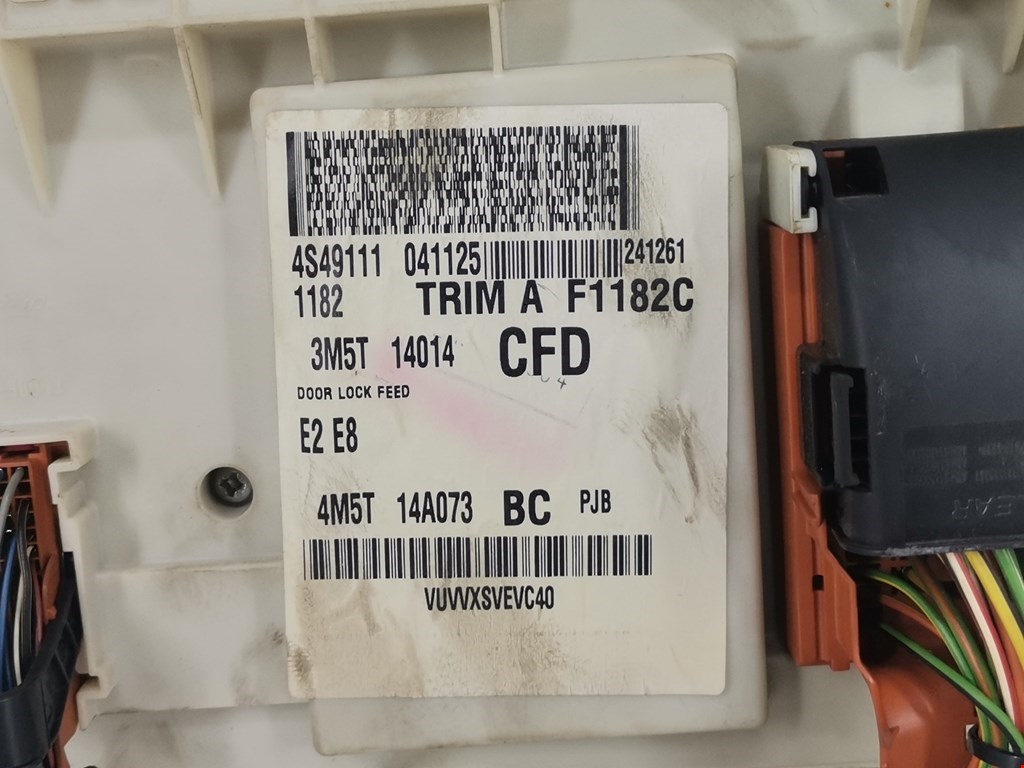 4S49111 041125 241261
1182 TRIM A F1182C
3M5T 14014 CFD
DOOR LOCK FEED
E2 E8
4M5T 14A073 BC PJB
VUVVXSVEVC40
LEAR